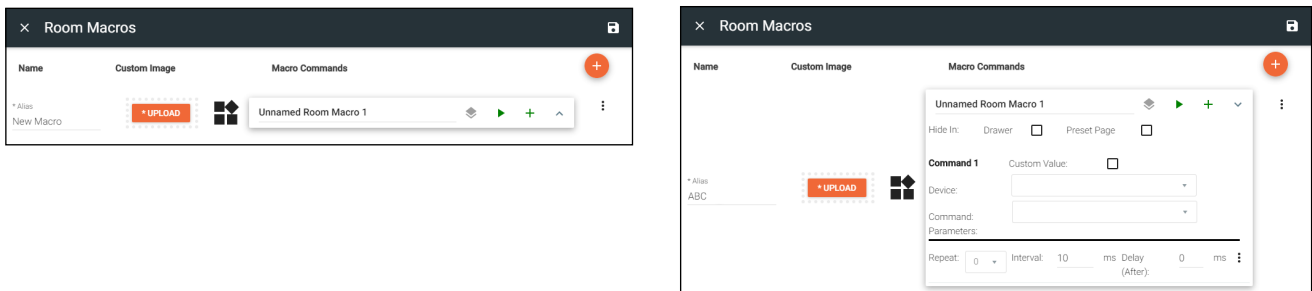 × Room Macros
Name Custom Image Macro Commands
* Alias
New Macro
* UPLOAD
Unnamed Room Macro 1
× Room Macros
Name Custom Image Macro Commands
Unnamed Room Macro 1
Hide In: Drawer Preset Page
Command 1 Custom Value:
* Alias
ABC
* UPLOAD
Device:
Command:
Parameters:
Repeat: 0 Interval: 10 ms Delay (After): 0 ms